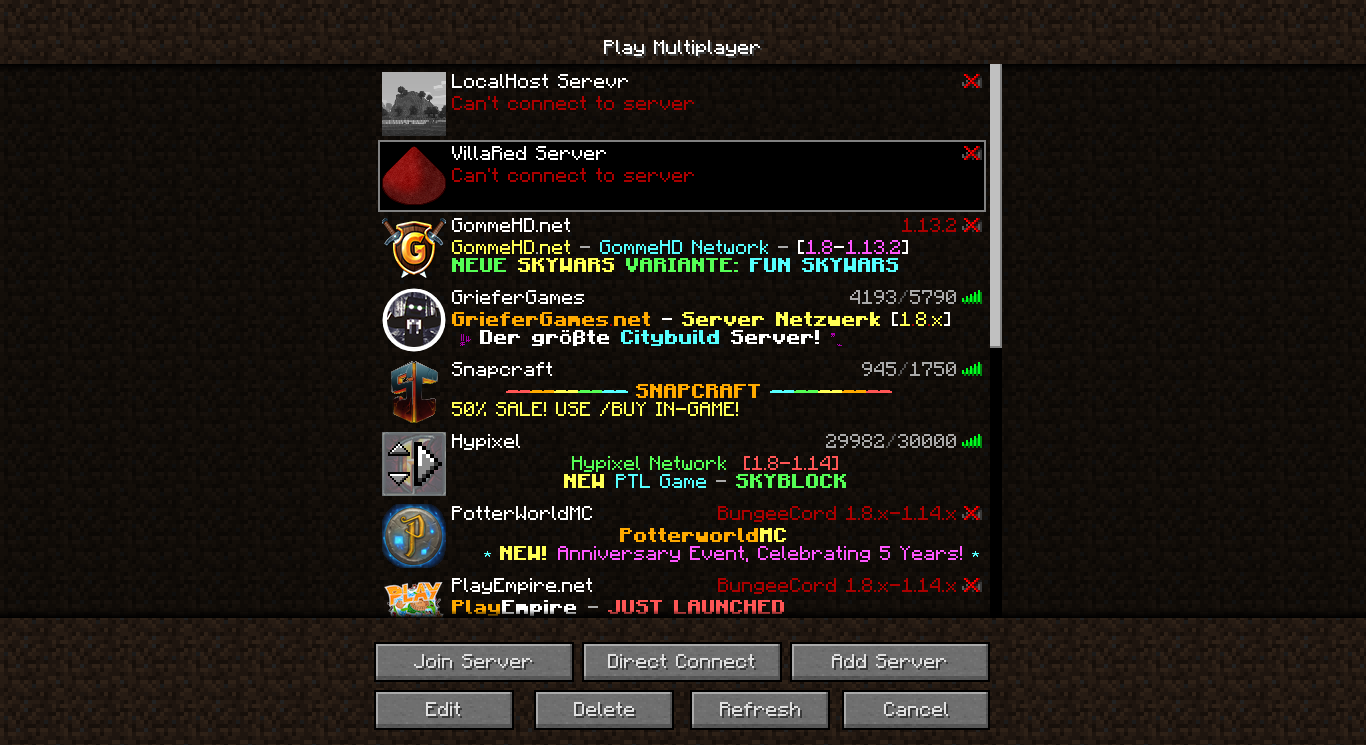 Play Multiplayer
LocalHost Serevr
Can't connect to server
VillaRed Server
Can't connect to server
GommeHD.net 1.13.2
GommeHD.net - GommeHD Network - [1.8-1.13.2]
NEUE SKYWARS VARIANTE: FUN SKYWARS
GrieferGames 4193/5790
GrieferGames.net - Server Netzwerk [1.8.x]
Der größte Citybuild Server!
Snapcraft 945/1750
SNAPCRAFT
50% SALE! USE /BUY IN-GAME!
Hypixel 29982/30000
Hypixel Network [1.8-1.14]
NEW PTL Game - SKYBLOCK
PotterWorldMC BungeeCord 1.8.x-1.14.x
PotterworldMC
* NEW! Anniversary Event, Celebrating 5 Years! *
PlayEmpire.net BungeeCord 1.8.x-1.14.x
PlayEmpire - JUST LAUNCHED
Join Server Direct Connect Add Server
Edit Delete Refresh Cancel